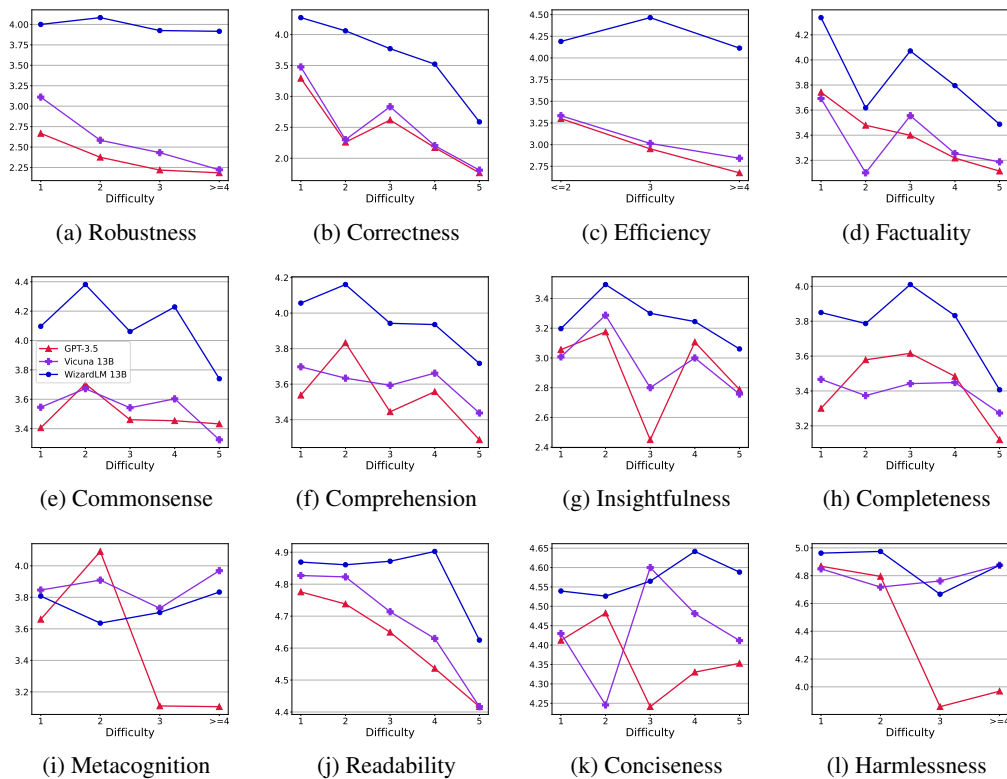 4.00
3.75
3.50
3.25
3.00
2.75
2.50
2.25
1 2 3 >=4
Difficulty
(a) Robustness
4.0
3.5
3.0
2.5
2.0
1 2 3 4 5
Difficulty
(b) Correctness
4.50
4.25
4.00
3.75
3.50
3.25
3.00
2.75
<=2 3 >=4
Difficulty
(c) Efficiency
4.2
4.0
3.8
3.6
3.4
3.2
1 2 3 4 5
Difficulty
(d) Factuality
4.4
4.2
4.0
3.8
3.6
3.4
GPT-3.5
Vicuna 13B
WizardLM 13B
1 2 3 4 5
Difficulty
(e) Commonsense
4.2
4.0
3.8
3.6
3.4
1 2 3 4 5
Difficulty
(f) Comprehension
3.4
3.2
3.0
2.8
2.6
2.4
1 2 3 4 5
Difficulty
(g) Insightfulness
4.0
3.8
3.6
3.4
3.2
1 2 3 4 5
Difficulty
(h) Completeness
4.0
3.8
3.6
3.4
3.2
1 2 3 >=4
Difficulty
(i) Metacognition
4.9
4.8
4.7
4.6
4.5
4.4
1 2 3 4 5
Difficulty
(j) Readability
4.65
4.60
4.55
4.50
4.45
4.40
4.35
4.30
4.25
1 2 3 4 5
Difficulty
(k) Conciseness
5.0
4.8
4.6
4.4
4.2
4.0
1 2 3 >=4
Difficulty
(l) Harmlessness